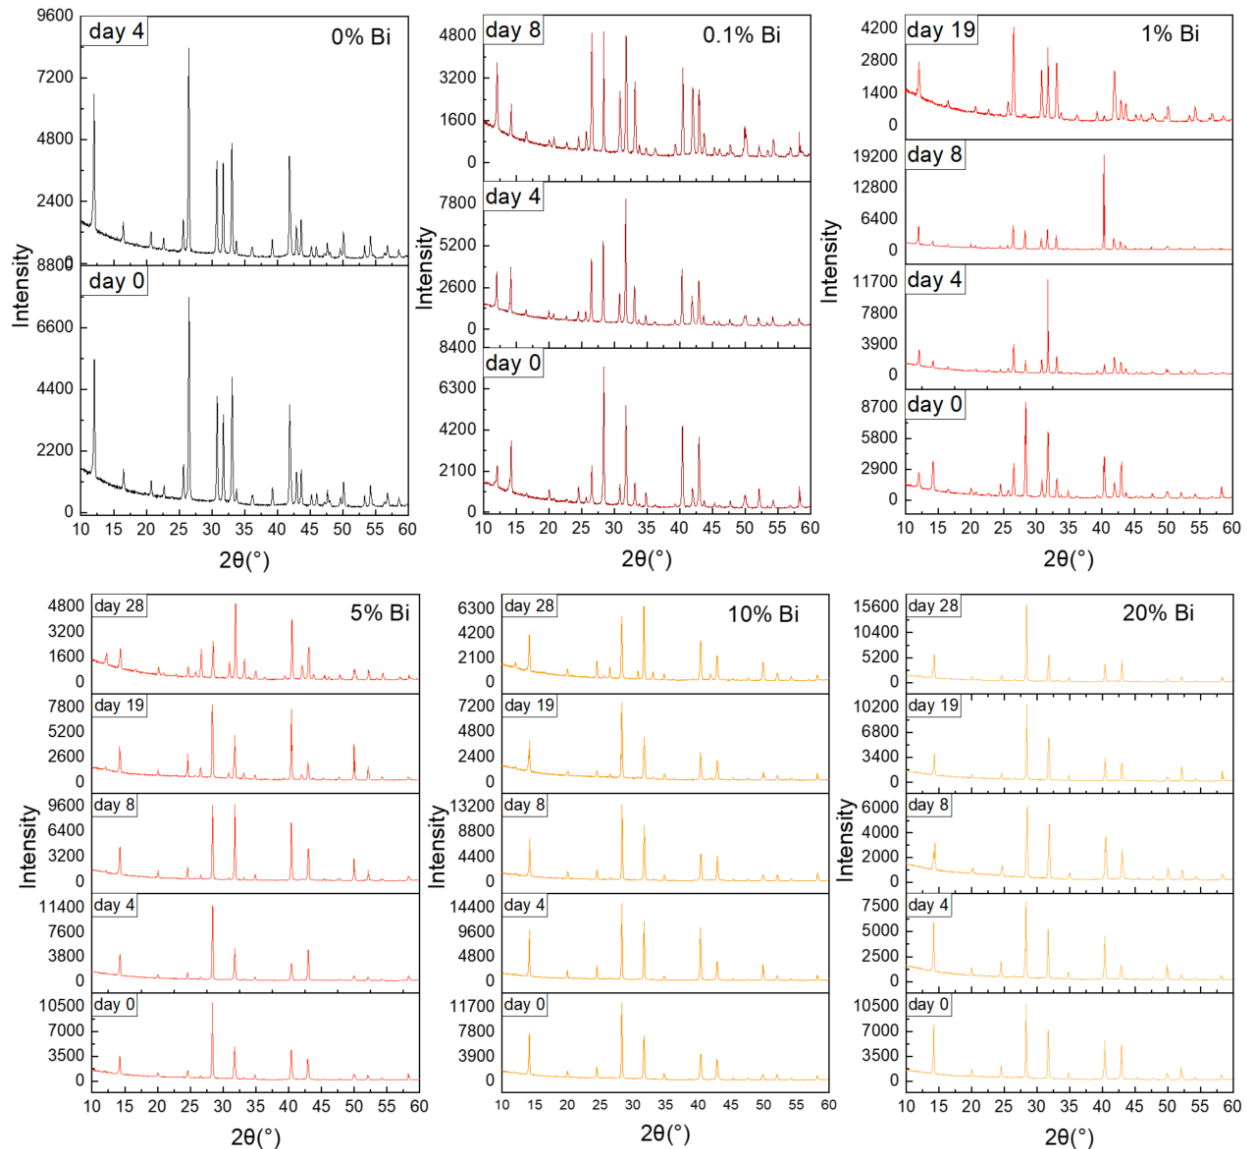 9600
day 4
0% Bi
7200
4800
2400
0
Intensity
8800
day 0
6600
4400
2200
0
10 15 20 25 30 35 40 45 50 55 60
2θ(°)
4800
day 8
0.1% Bi
3200
1600
0
7800
day 4
5200
2600
0
Intensity
8400
day 0
6300
4200
2100
0
10 15 20 25 30 35 40 45 50 55 60
2θ(°)
4200
day 19
1% Bi
2800
1400
0
19200
day 8
12800
6400
0
Intensity
11700
day 4
7800
3900
0
8700
day 0
5800
2900
0
10 15 20 25 30 35 40 45 50 55 60
2θ(°)
4800
day 28
5% Bi
3200
1600
0
7800
day 19
5200
2600
0
9600
day 8
6400
3200
0
Intensity
11400
day 4
7600
3800
0
10500
day 0
7000
3500
0
10 15 20 25 30 35 40 45 50 55 60
2θ(°)
6300
day 28
10% Bi
4200
2100
0
7200
day 19
4800
2400
0
13200
day 8
8800
4400
0
Intensity
14400
day 4
9600
4800
0
11700
day 0
7800
3900
0
10 15 20 25 30 35 40 45 50 55 60
2θ(°)
15600
day 28
20% Bi
10400
5200
0
10200
day 19
6800
3400
0
6000
day 8
4000
2000
0
Intensity
7500
day 4
5000
2500
0
10500
day 0
7000
3500
0
10 15 20 25 30 35 40 45 50 55 60
2θ(°)